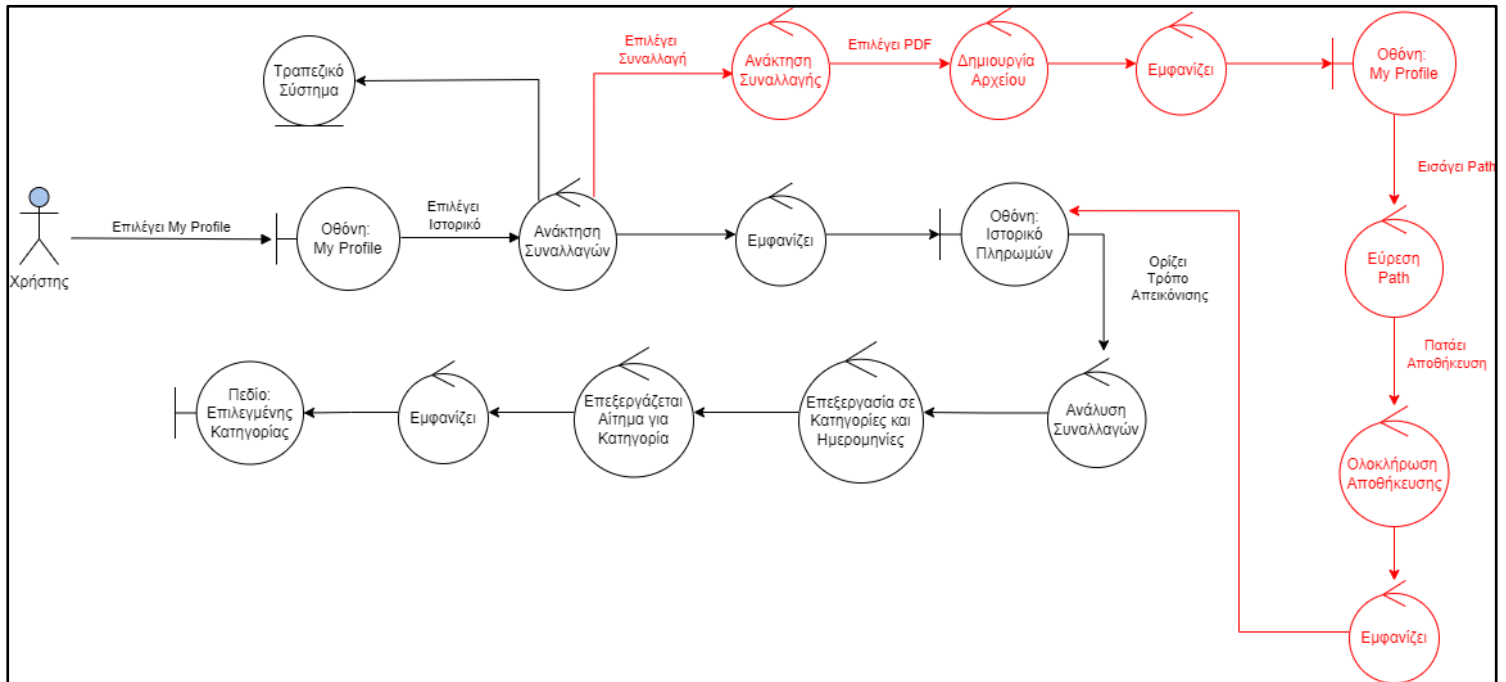 Επιλέγει
Συναλλαγή
Ανάκτηση
Συναλλαγής
Επιλέγει PDF
Δημιουργία
Αρχείου
Εμφανίζει
Οθόνη:
My Profile
Τραπεζικό
Σύστημα
Εισάγει Path
Χρήστης
Επιλέγει My Profile
Οθόνη:
My Profile
Επιλέγει
Ιστορικό
Ανάκτηση
Συναλλαγών
Εμφανίζει
Οθόνη:
Ιστορικό
Πληρωμών
Ορίζει
Τρόπο
Απεικόνισης
Εύρεση
Path
Πατάει
Αποθήκευση
Πεδίο:
Επιλεγμένης
Κατηγορίας
Εμφανίζει
Επεξεργάζεται
Αίτημα για
Κατηγορία
Επεξεργασία σε
Κατηγορίες και
Ημερομηνίες
Ανάλυση
Συναλλαγών
Ολοκλήρωση
Αποθήκευσης
Εμφανίζει